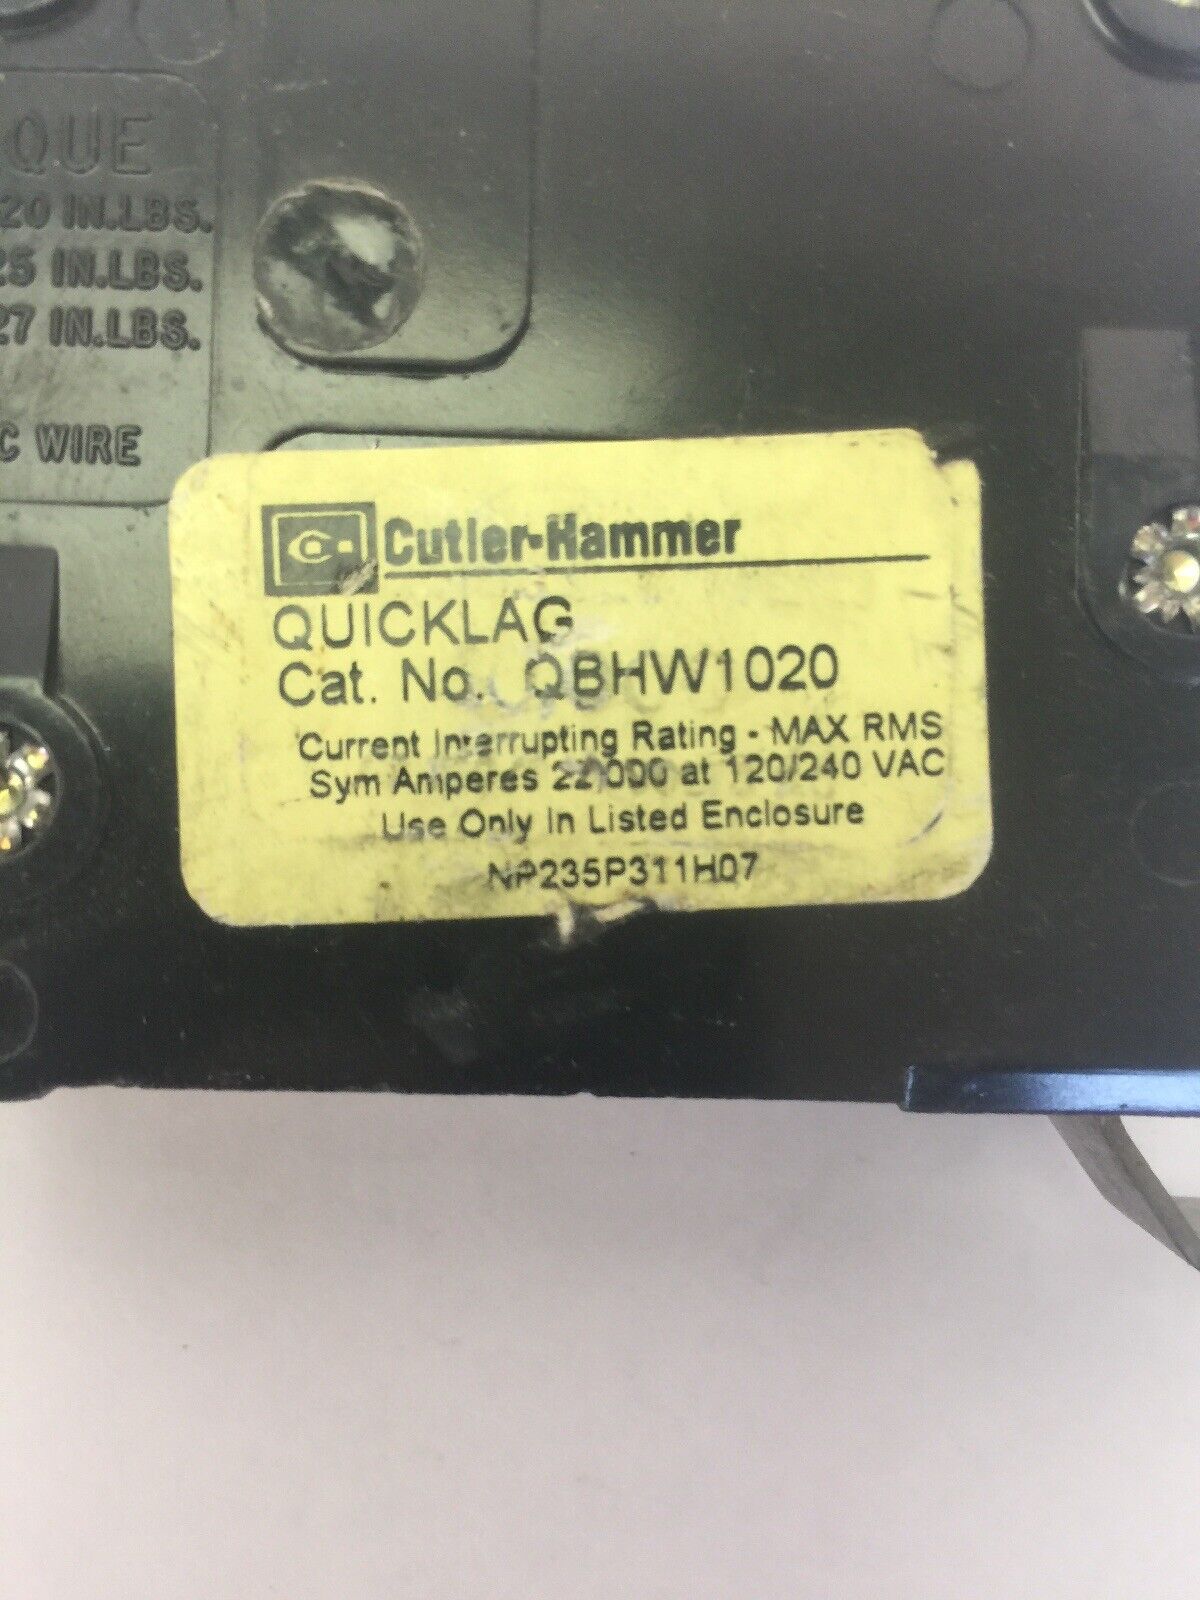 QUE
20 IN.LBS.
25 IN.LBS.
27 IN.LBS.
C WIRE
Cutler-Hammer
QUICKLAG
Cat. No. QBHW1020
Current Interrupting Rating - MAX RMS
Sym Amperes 22,000 at 120/240 VAC
Use Only In Listed Enclosure
NP235P311H07